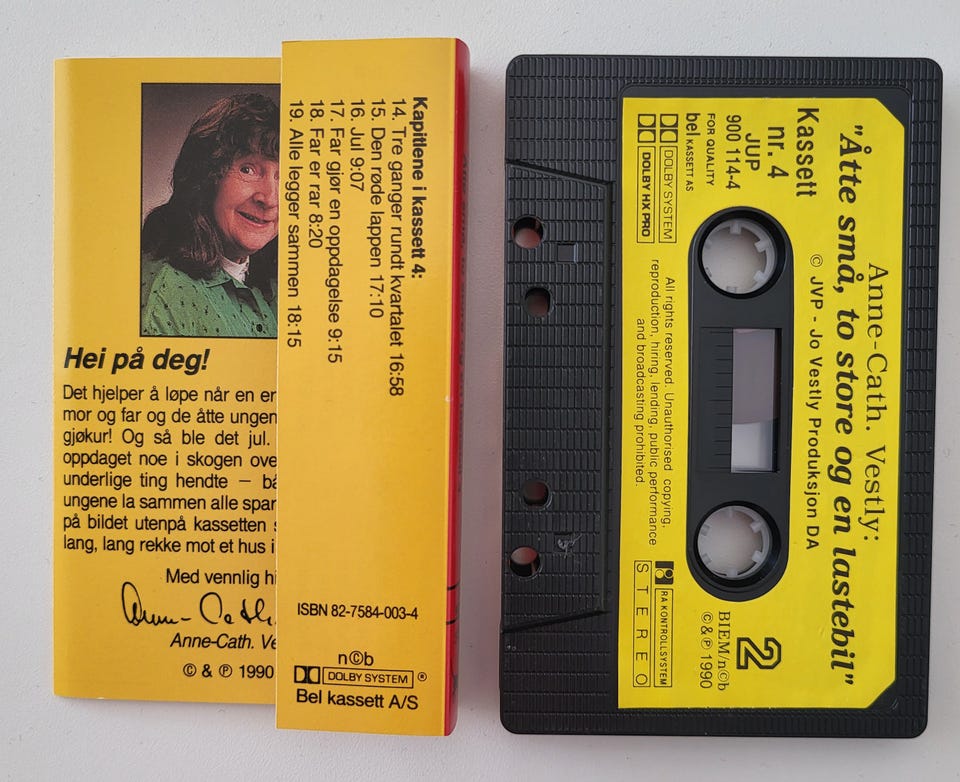 Hei på deg!
Det hjelper å løpe når en er
mor og far og de åtte ungen
gjøkur! Og så ble det jul.
oppdaget noe i skogen ove
underlige ting hendte – bå
ungene la sammen alle spar
på bildet utenpå kassetten s
lang, lang rekke mot et hus i
Med vennlig hi
Anne-Cath. Ve
© & ℗ 1990
Kapitlene i kassett 4:
14. Tre ganger rundt kvartalet 16:58
15. Den røde lappen 17:10
16. Jul 9:07
17. Far gjør en oppdagelse 9:15
18. Far er rar 8:20
19. Alle legger sammen 18:15
ISBN 82-7584-003-4
n©b
DOLBY SYSTEM ®
Bel kassett A/S
Anne-Cath. Vestly:
"Åtte små, to store og en lastebil"
© JVP - Jo Vestly Produksjon DA
Kassett
nr. 4
JUP
900 114-4
FOR QUALITY
bel KASSETT AS
DOLBY SYSTEM
DOLBY HX PRO
All rights reserved. Unauthorised copying,
reproduction, hiring, lending, public performance
and broadcasting prohibited.
2
BIEM/n©b
©&℗ 1990
RA KONTROLLSYSTEM
STEREO